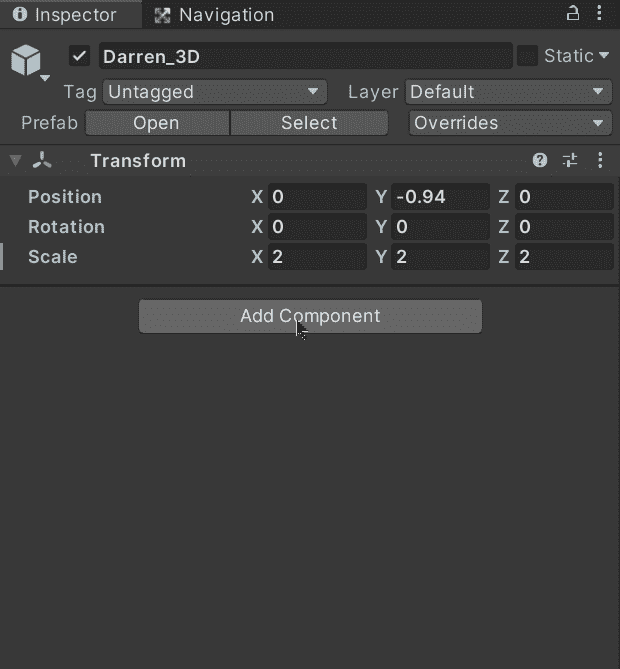 Inspector Navigation
Darren_3D Static
Tag Untagged Layer Default
Prefab Open Select Overrides
Transform
Position X 0 Y -0.94 Z 0
Rotation X 0 Y 0 Z 0
Scale X 2 Y 2 Z 2
Add Component